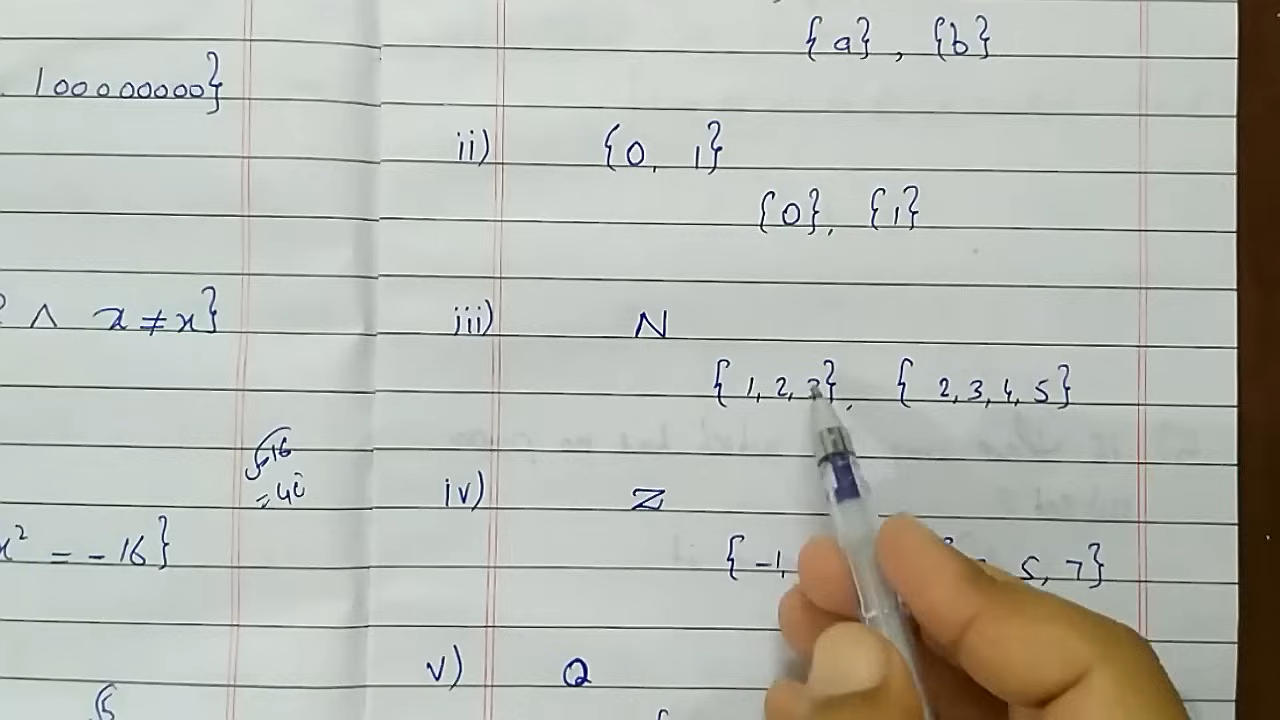 100000000}
∧ x ≠ x}
-16
= 4i
x² = -16}
{a}, {b}
ii) {0, 1}
{0}, {1}
iii) N
{1, 2, 3}, {2, 3, 4, 5}
iv) Z
{-1, 5, 7}
v) Q